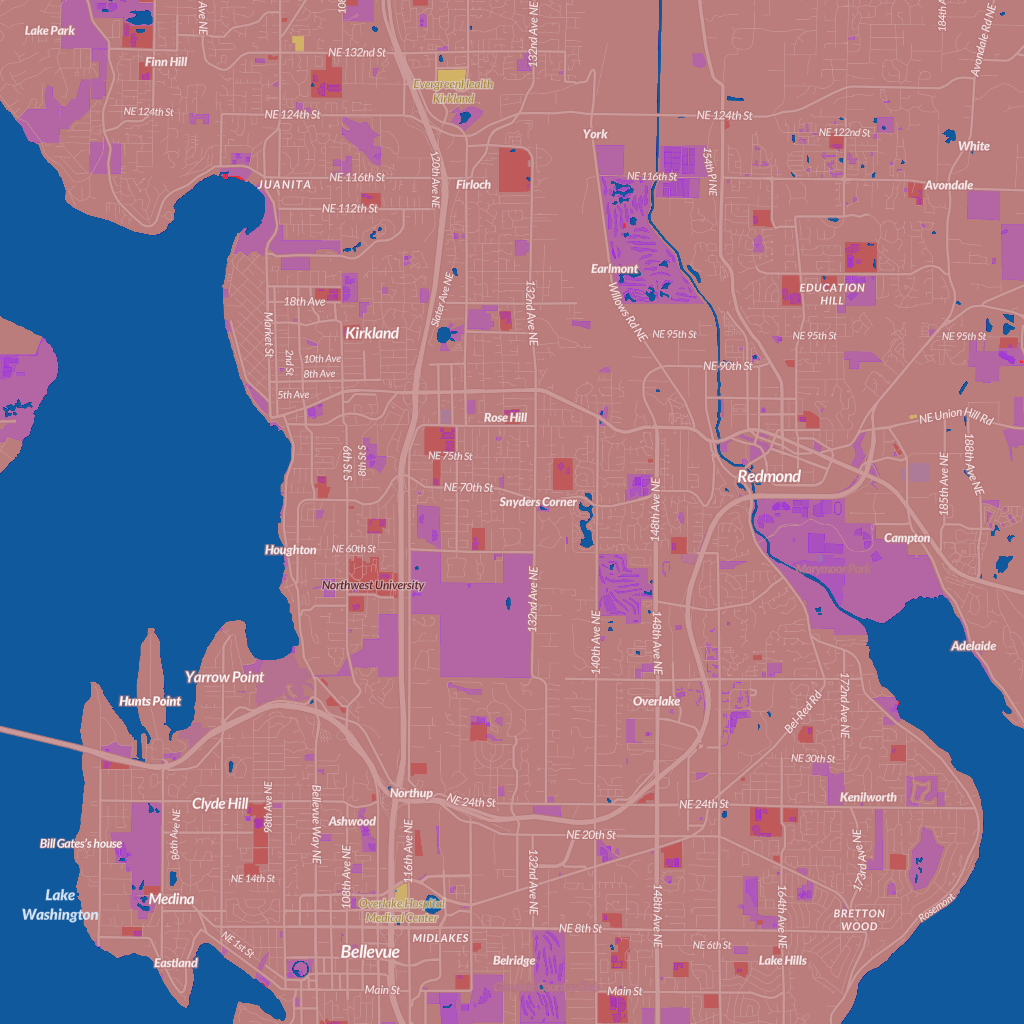 Lake Park
Ave NE
Finn Hill
NE 132nd St
132nd Ave NE
184th A
Avondale Rd NE
EvergreenHealth
Kirkland
NE 124th St
NE 124th St
NE 124th St
York
NE 122nd St
White
120th Ave NE
154th Pl NE
JUANITA
NE 116th St
Firloch
NE 116th St
Avondale
NE 112th St
Earlmont
EDUCATION
HILL
18th Ave
Slater Ave NE
132nd Ave NE
Willows Rd NE
Market St
Kirkland
NE 95th St
NE 95th St
NE 95th St
2nd St
10th Ave
8th Ave
NE 90th St
5th Ave
Rose Hill
NE Union Hill Rd
6th St S
8th St S
NE 75th St
NE 70th St
Redmond
185th Ave NE
188th Ave NE
Snyders Corner
148th Ave NE
Houghton
NE 60th St
Campton
Northwest University
Marymoor Park
132nd Ave NE
140th Ave NE
148th Ave NE
Adelaide
Yarrow Point
Hunts Point
Overlake
Bel-Red Rd
172nd Ave NE
NE 30th St
Northup
NE 24th St
NE 24th St
Kenilworth
Clyde Hill
98th Ave NE
Bellevue Way NE
Ashwood
116th Ave NE
NE 20th St
86th Ave NE
Bill Gates's house
NE 14th St
108th Ave NE
132nd Ave NE
148th Ave NE
164th Ave NE
173rd Ave NE
Lake
Washington
Medina
Overlake Hospital
Medical Center
Rosemont
BRETTON
WOOD
NE 8th St
MIDLAKES
NE 1st St
Bellevue
NE 6th St
Eastland
Belridge
Lake Hills
Main St
Main St